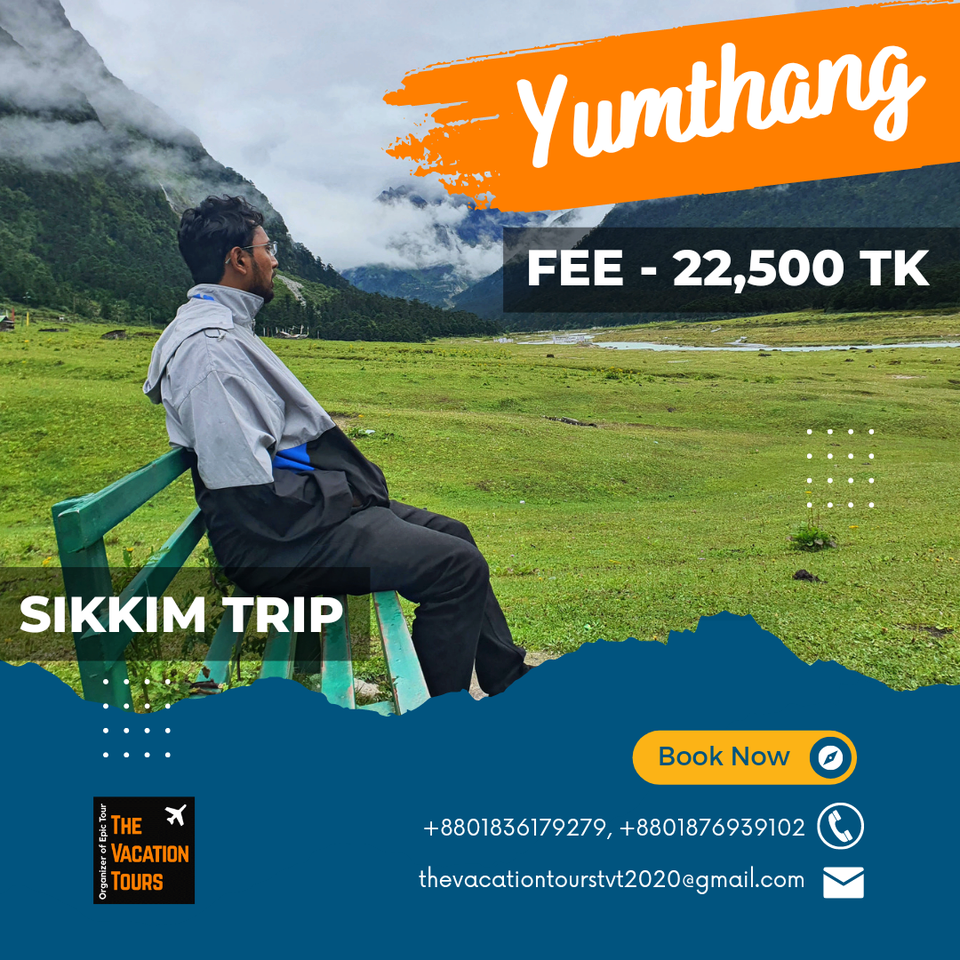 Yumthang
FEE - 22,500 TK
SIKKIM TRIP
Book Now
+8801836179279, +8801876939102
thevacationtourstvt2020@gmail.com
Organizer of Epic Tour
THE
VACATION
TOURS